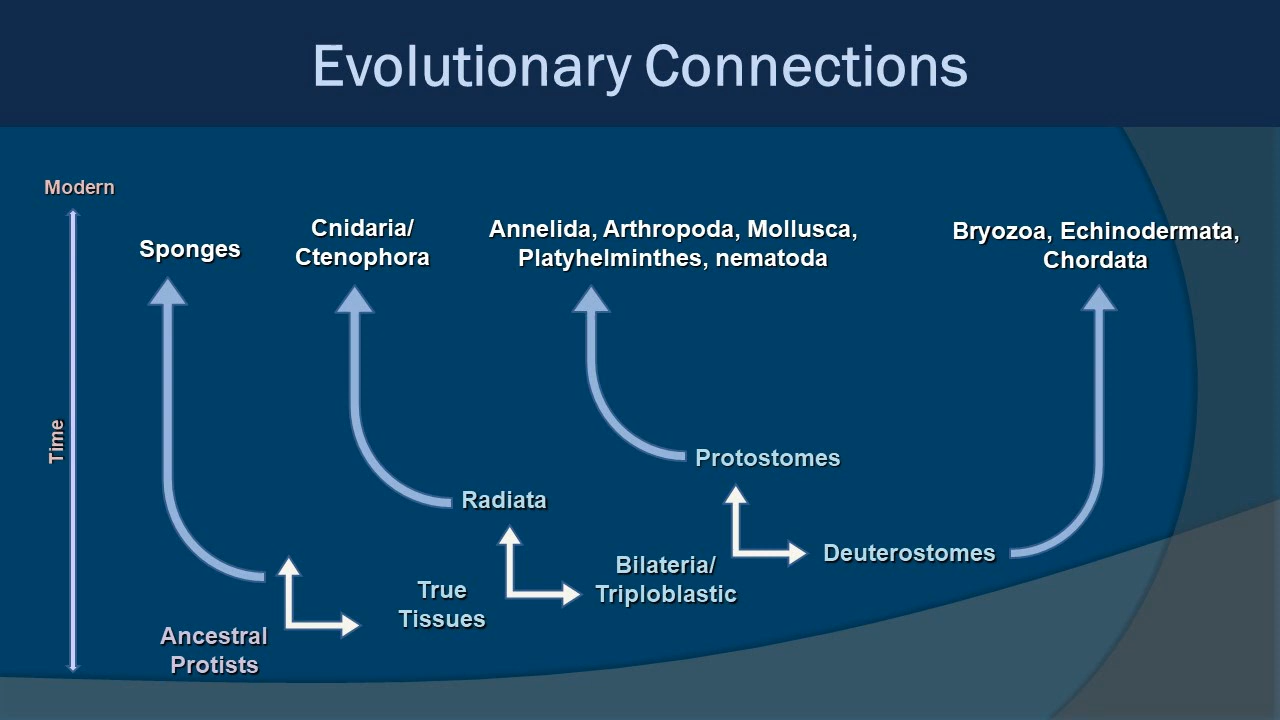 Evolutionary Connections
Modern
Sponges
Cnidaria/
Ctenophora
Annelida, Arthropoda, Mollusca,
Platyhelminthes, nematoda
Bryozoa, Echinodermata,
Chordata
Time
Protostomes
Radiata
Deuterostomes
Bilateria/
Triploblastic
True
Tissues
Ancestral
Protists